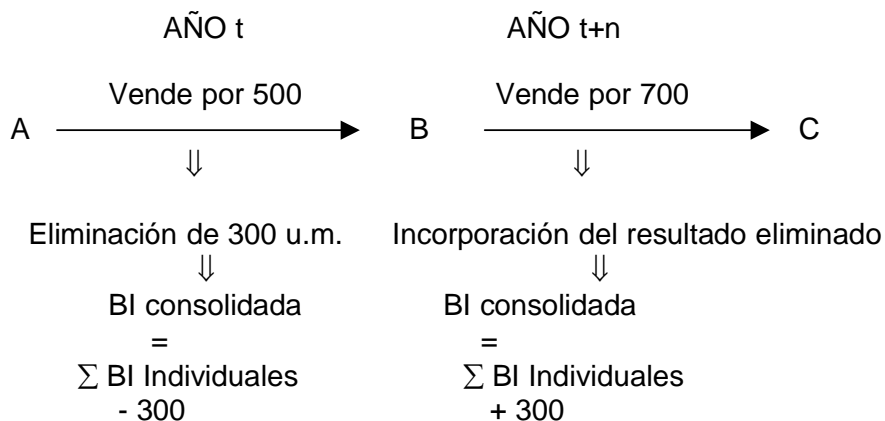 AÑO t AÑO t+n
Vende por 500 Vende por 700
A B C
⇓ ⇓
Eliminación de 300 u.m. Incorporación del resultado eliminado
⇓ ⇓
BI consolidada BI consolidada
= =
∑ BI Individuales ∑ BI Individuales
- 300 + 300